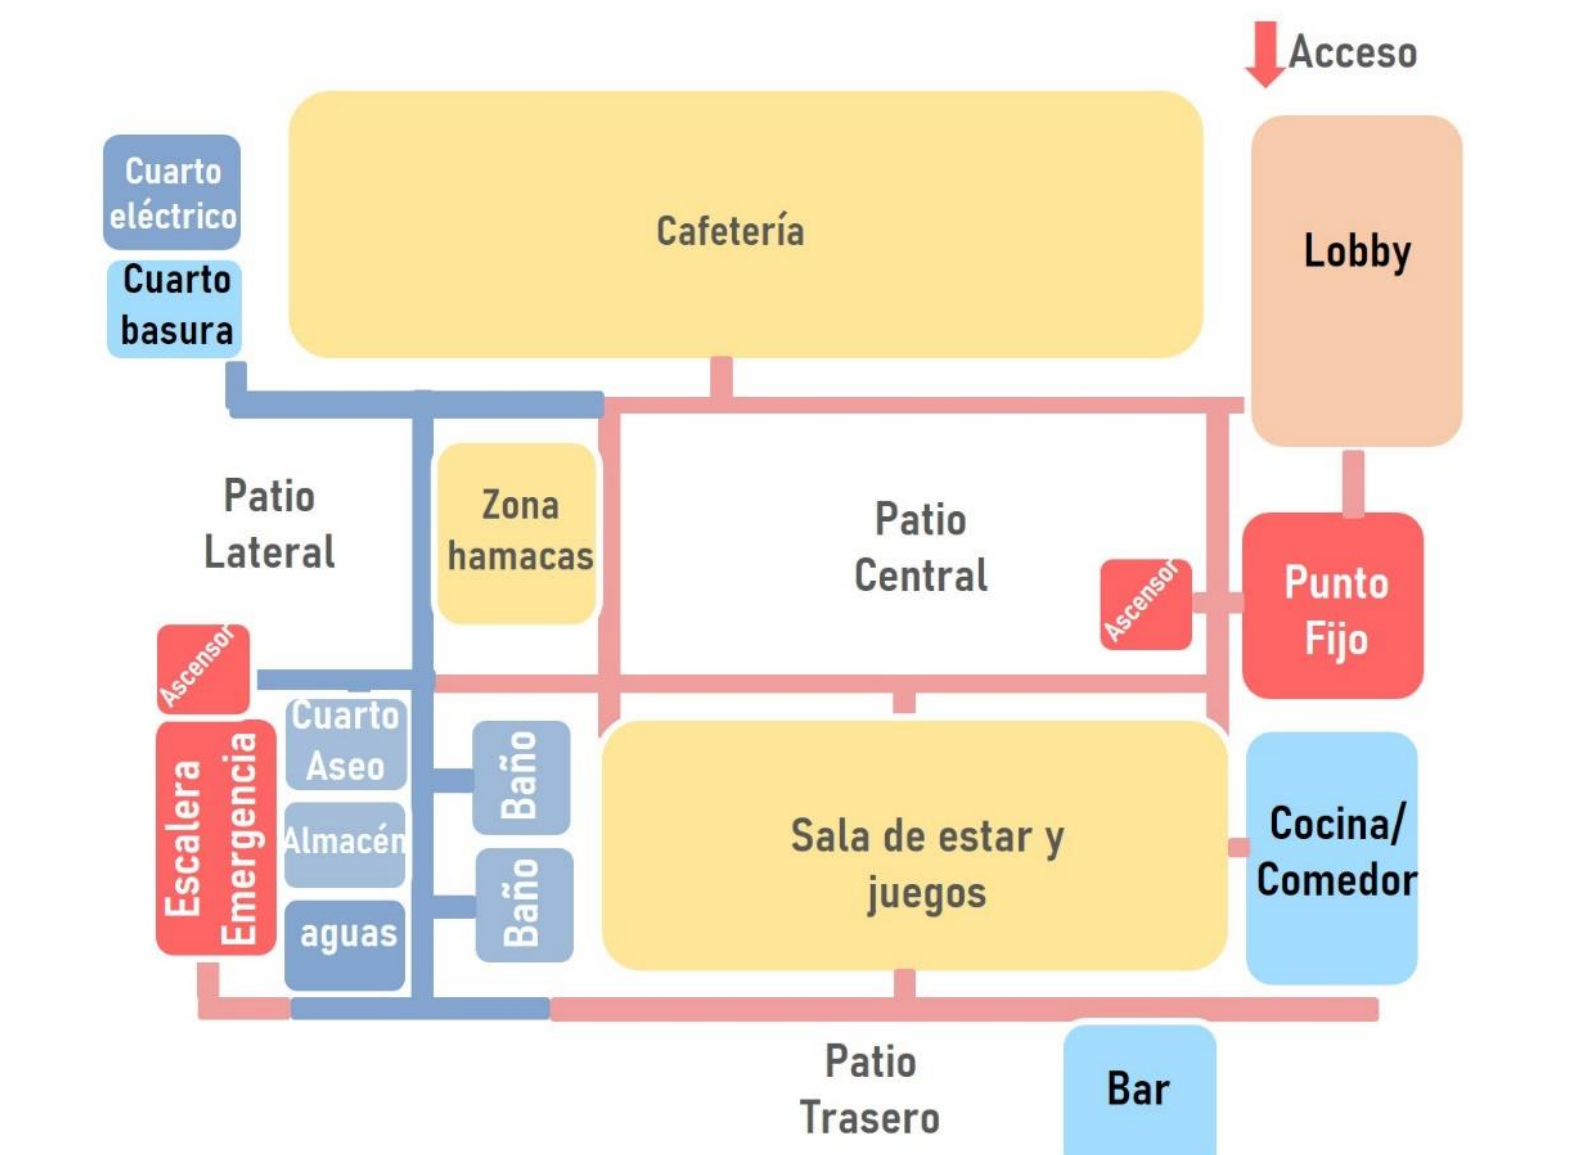 Acceso
Cuarto
eléctrico
Cafetería
Lobby
Cuarto
basura
Patio
Lateral
Zona
hamacas
Patio
Central
Ascensor
Punto
Fijo
Ascensor
Escalera
Emergencia
Cuarto
Aseo
Almacén
aguas
Baño
Baño
Sala de estar y
juegos
Cocina/
Comedor
Patio
Trasero
Bar